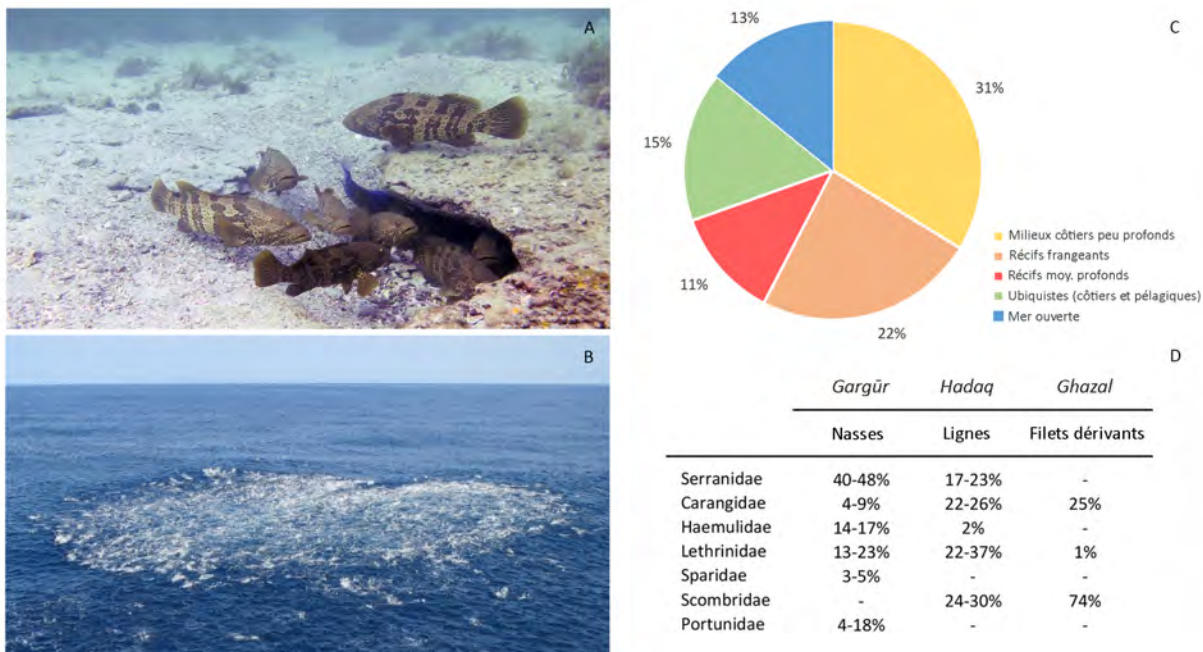 A
B
C
13%
31%
15%
11%
22%
Milieux côtiers peu profonds
Récifs frangeants
Récifs moy. profonds
Ubiquistes (côtiers et pélagiques)
Mer ouverte
D
Gargūr Hadaq Ghazal
Nasses Lignes Filets dérivants
Serranidae 40-48% 17-23% -
Carangidae 4-9% 22-26% 25%
Haemulidae 14-17% 2% -
Lethrinidae 13-23% 22-37% 1%
Sparidae 3-5% - -
Scombridae - 24-30% 74%
Portunidae 4-18% - -